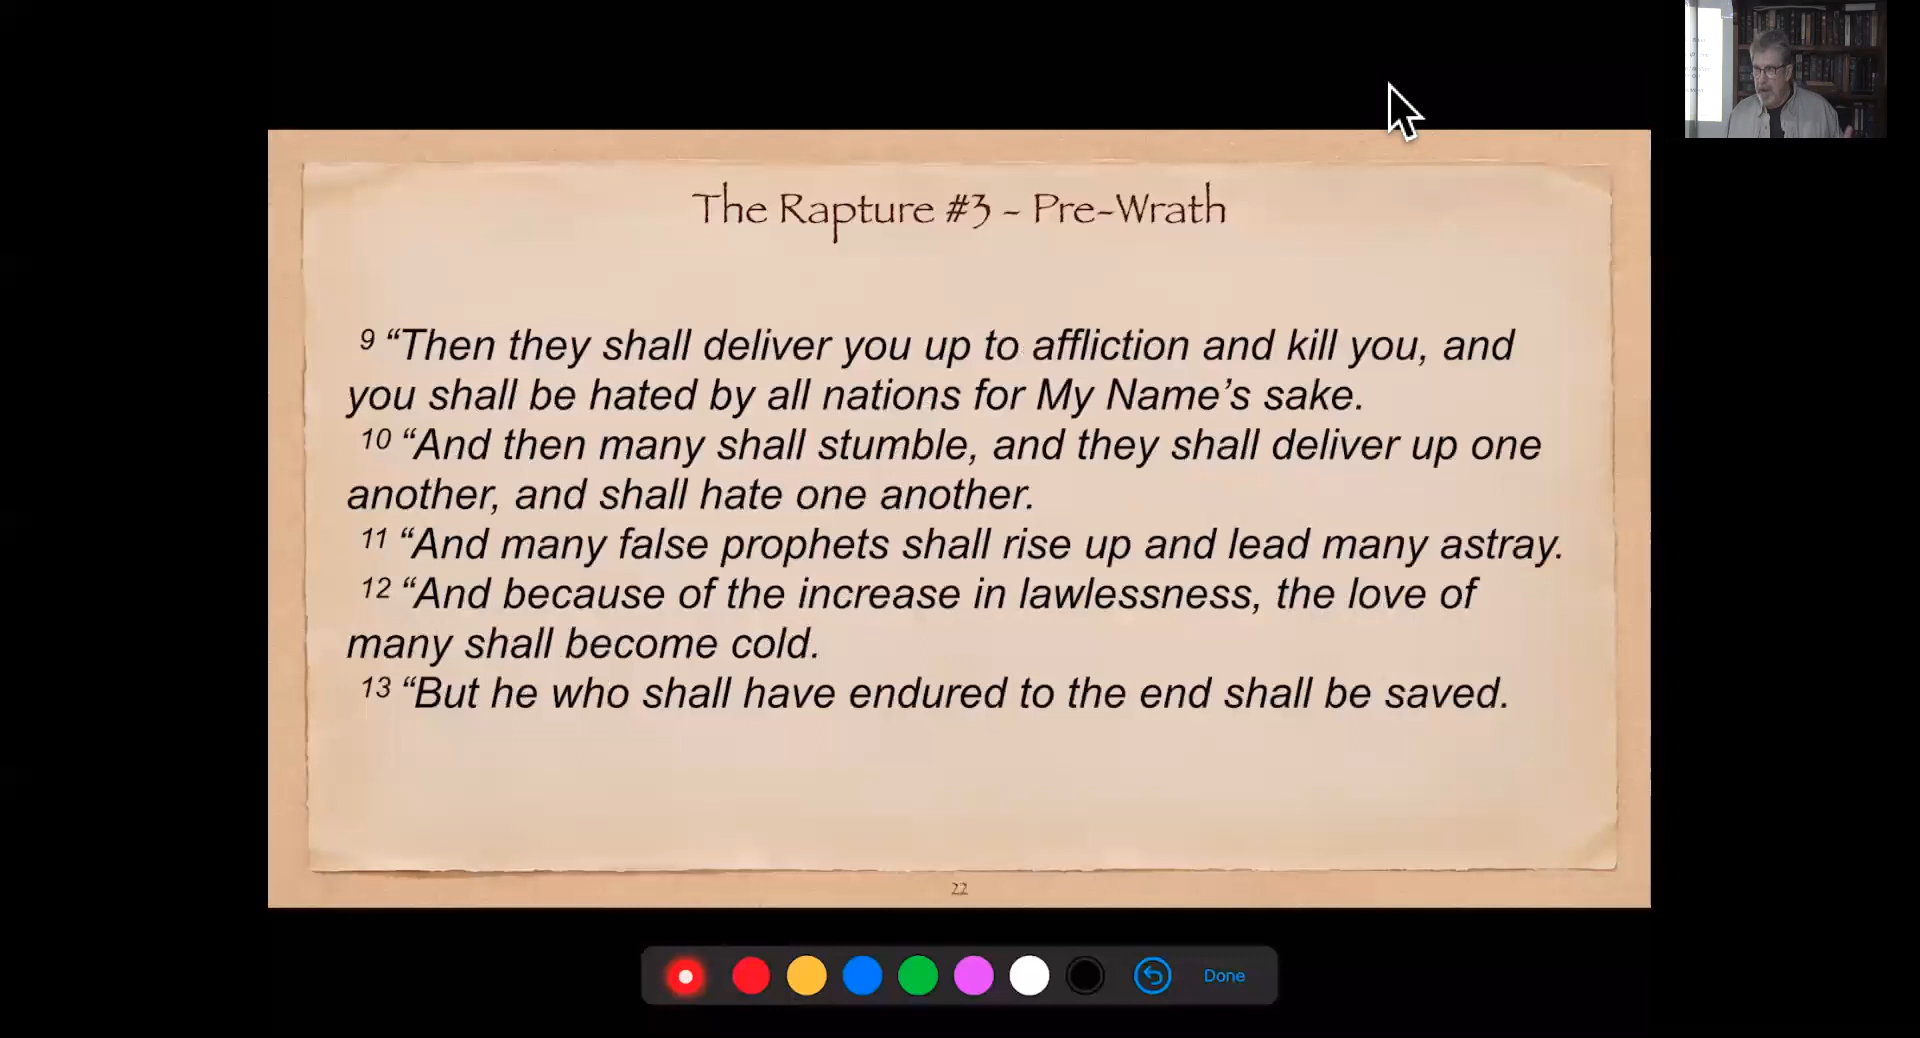 The Rapture #3 - Pre-Wrath
9 “Then they shall deliver you up to affliction and kill you, and
you shall be hated by all nations for My Name’s sake.
10 “And then many shall stumble, and they shall deliver up one
another, and shall hate one another.
11 “And many false prophets shall rise up and lead many astray.
12 “And because of the increase in lawlessness, the love of
many shall become cold.
13 “But he who shall have endured to the end shall be saved.
22
Done